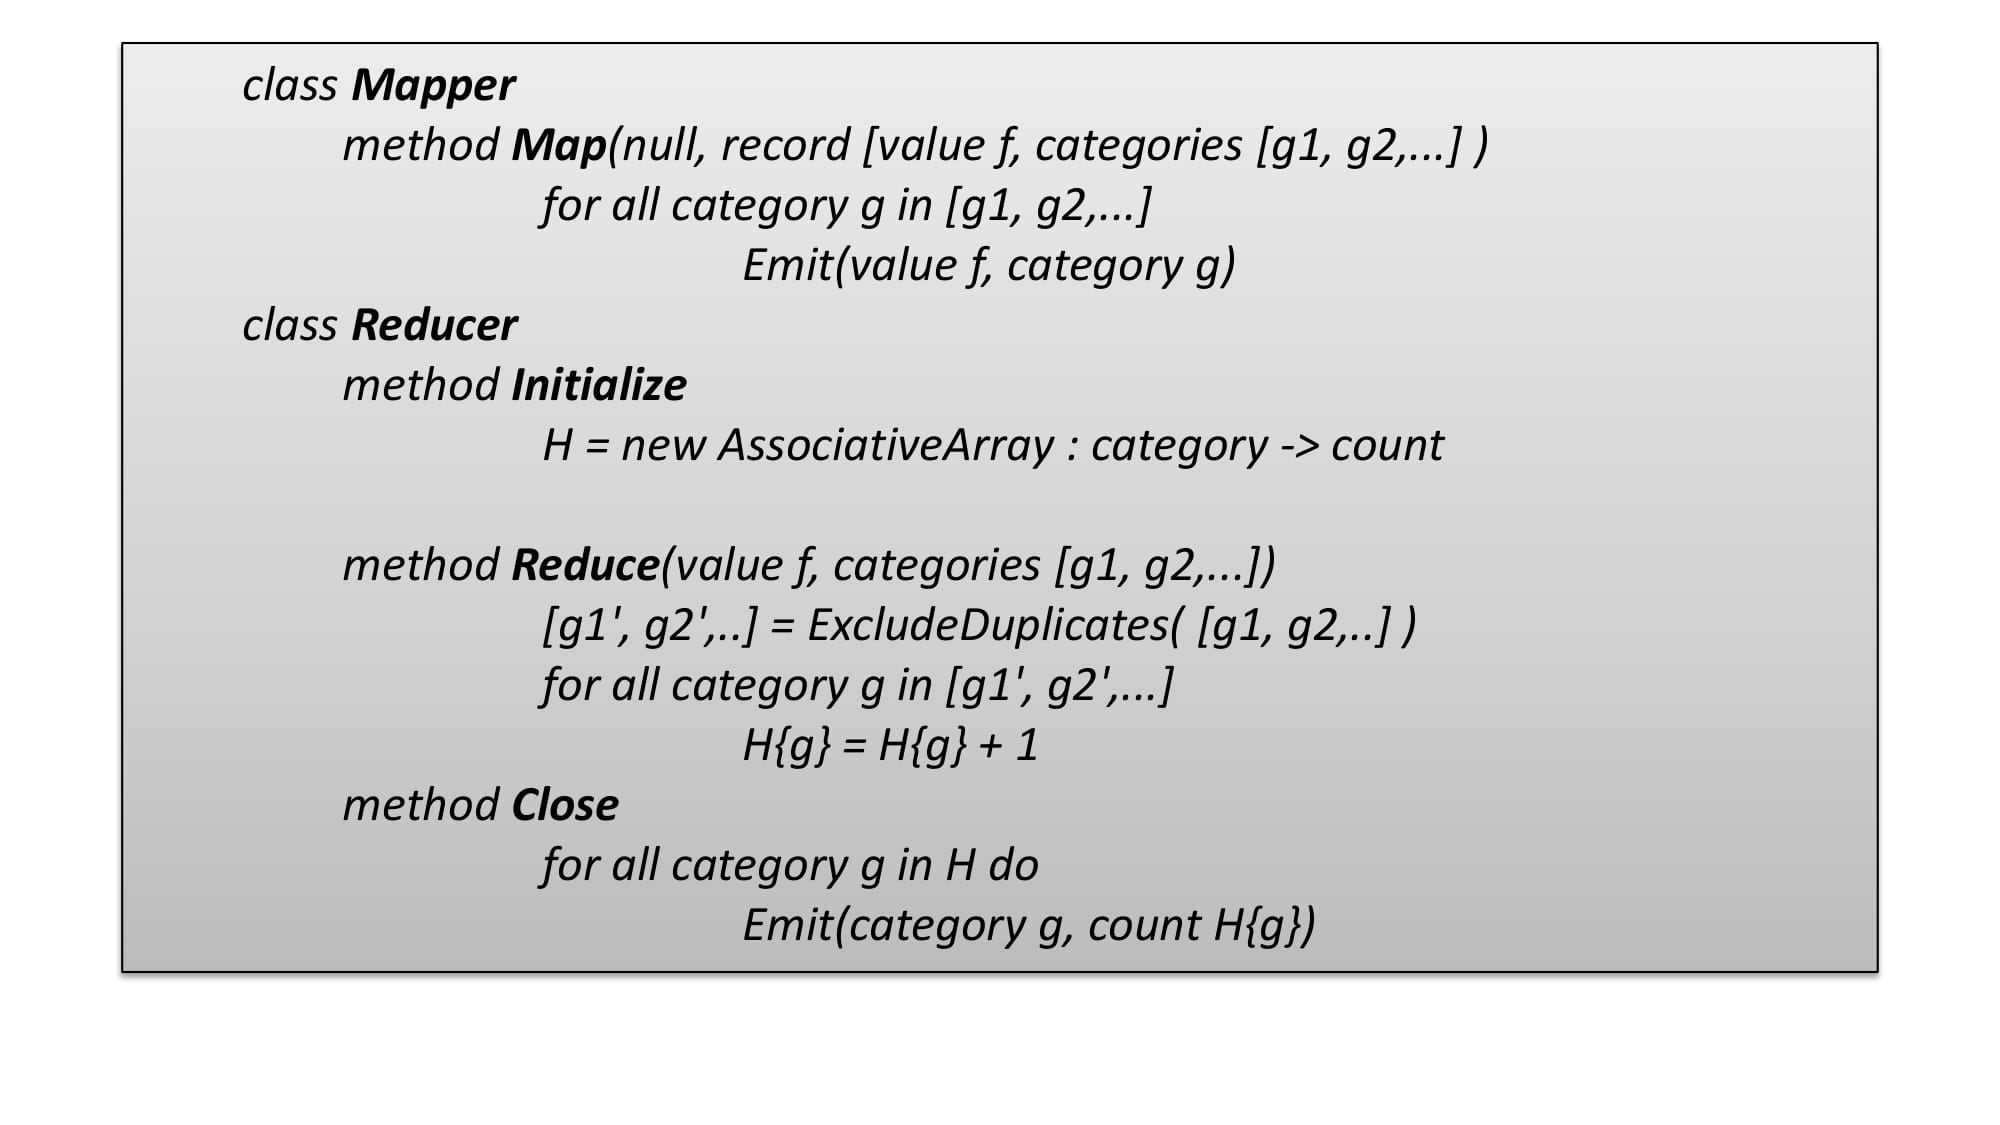 class Mapper
method Map(null, record [value f, categories [g1, g2,...] )
for all category g in [g1, g2,...]
Emit(value f, category g)
class Reducer
method Initialize
H = new AssociativeArray : category -> count
method Reduce(value f, categories [g1, g2,...])
[g1', g2',..] = ExcludeDuplicates( [g1, g2,..] )
for all category g in [g1', g2',...]
H{g} = H{g} + 1
method Close
for all category g in H do
Emit(category g, count H{g})